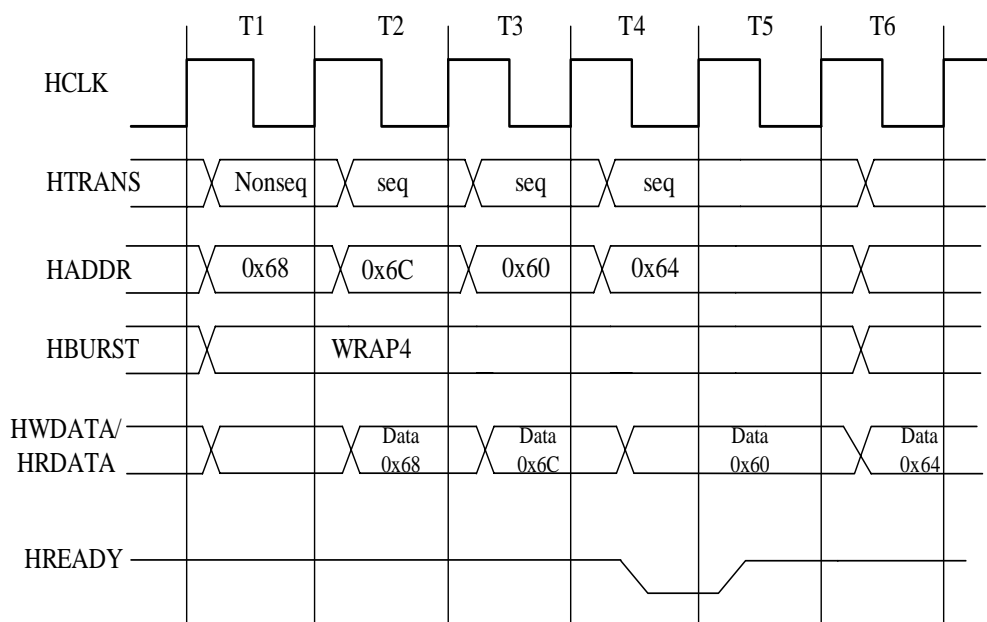 T1 T2 T3 T4 T5 T6
HCLK
HTRANS Nonseq seq seq seq
HADDR 0x68 0x6C 0x60 0x64
HBURST WRAP4
HWDATA/ Data Data Data Data
HRDATA 0x68 0x6C 0x60 0x64
HREADY